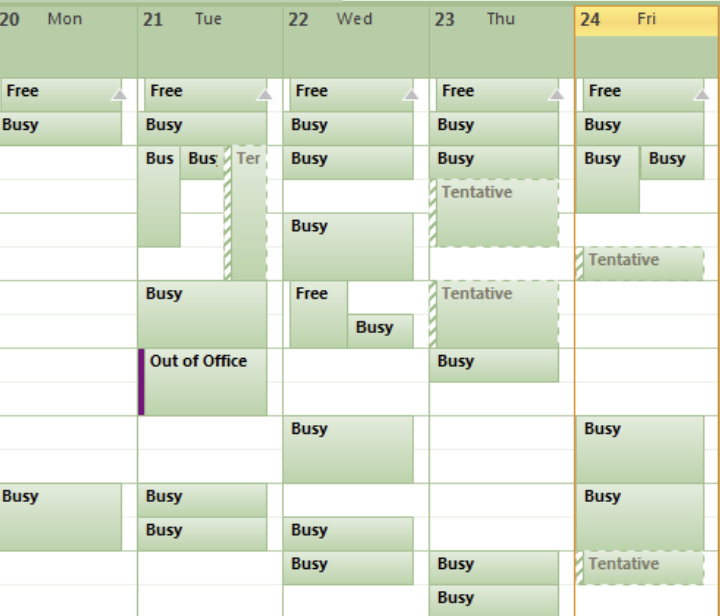 20 Mon 21 Tue 22 Wed 23 Thu 24 Fri
Free Free Free Free Free
Busy Busy Busy Busy Busy
Bus Bus Ter Busy Busy Busy Busy
Tentative
Busy
Tentative
Busy Free Tentative
Busy
Out of Office Busy
Busy Busy
Busy Busy Busy
Busy Busy
Busy Busy Tentative
Busy